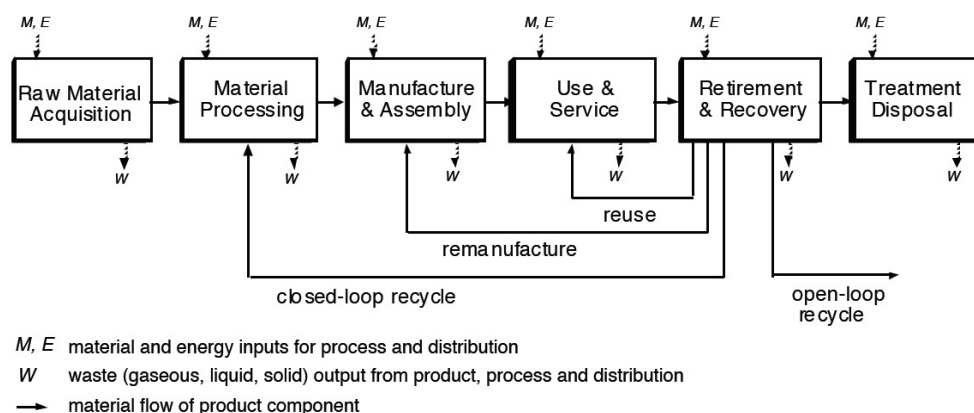 M, E
M, E
M, E
M, E
M, E
Raw Material
Acquisition
Material
Processing
Manufacture
& Assembly
Use &
Service
Retirement
& Recovery
Treatment
Disposal
W
W
W
W
W
reuse
remanufacture
closed-loop recycle
open-loop
recycle
M, E material and energy inputs for process and distribution
W waste (gaseous, liquid, solid) output from product, process and distribution
material flow of product component